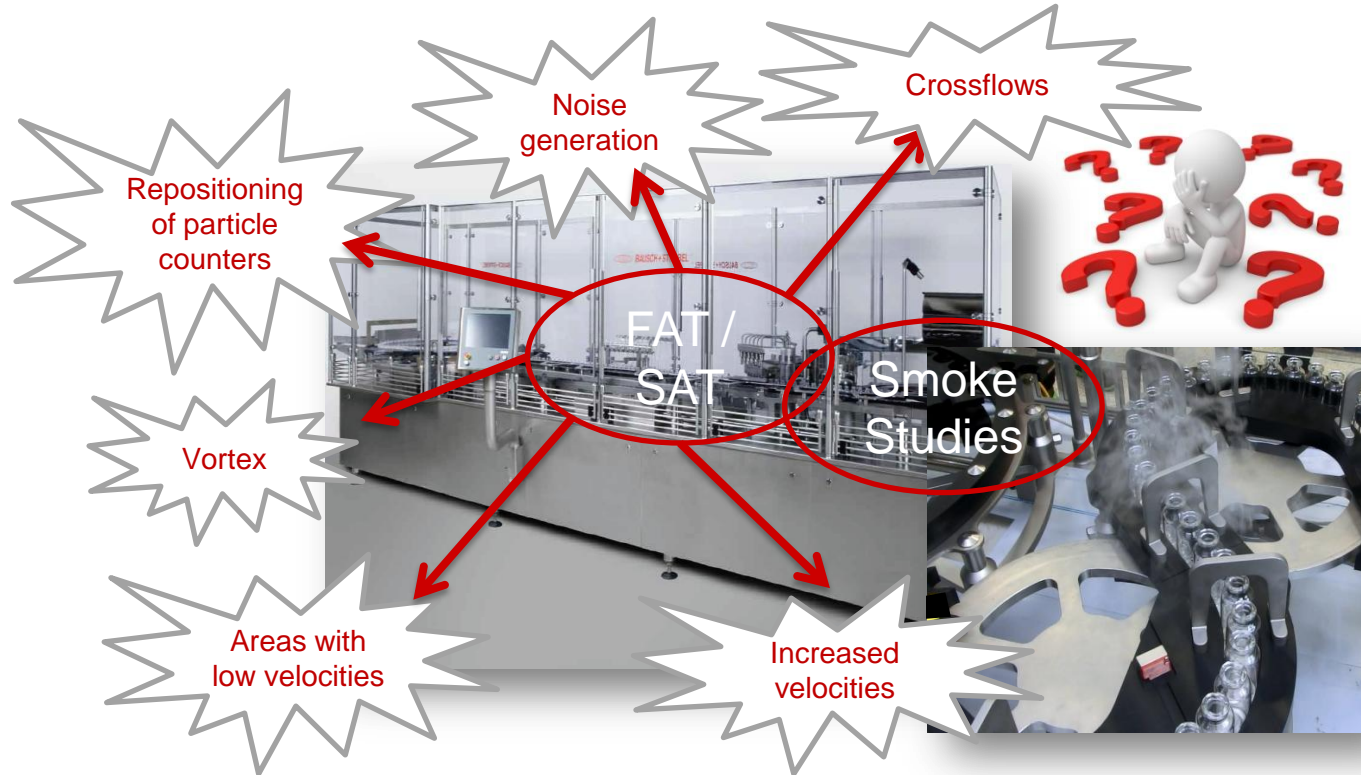 Noise
generation
Crossflows
Repositioning
of particle
counters
FAT /
SAT
Smoke
Studies
Vortex
Areas with
low velocities
Increased
velocities